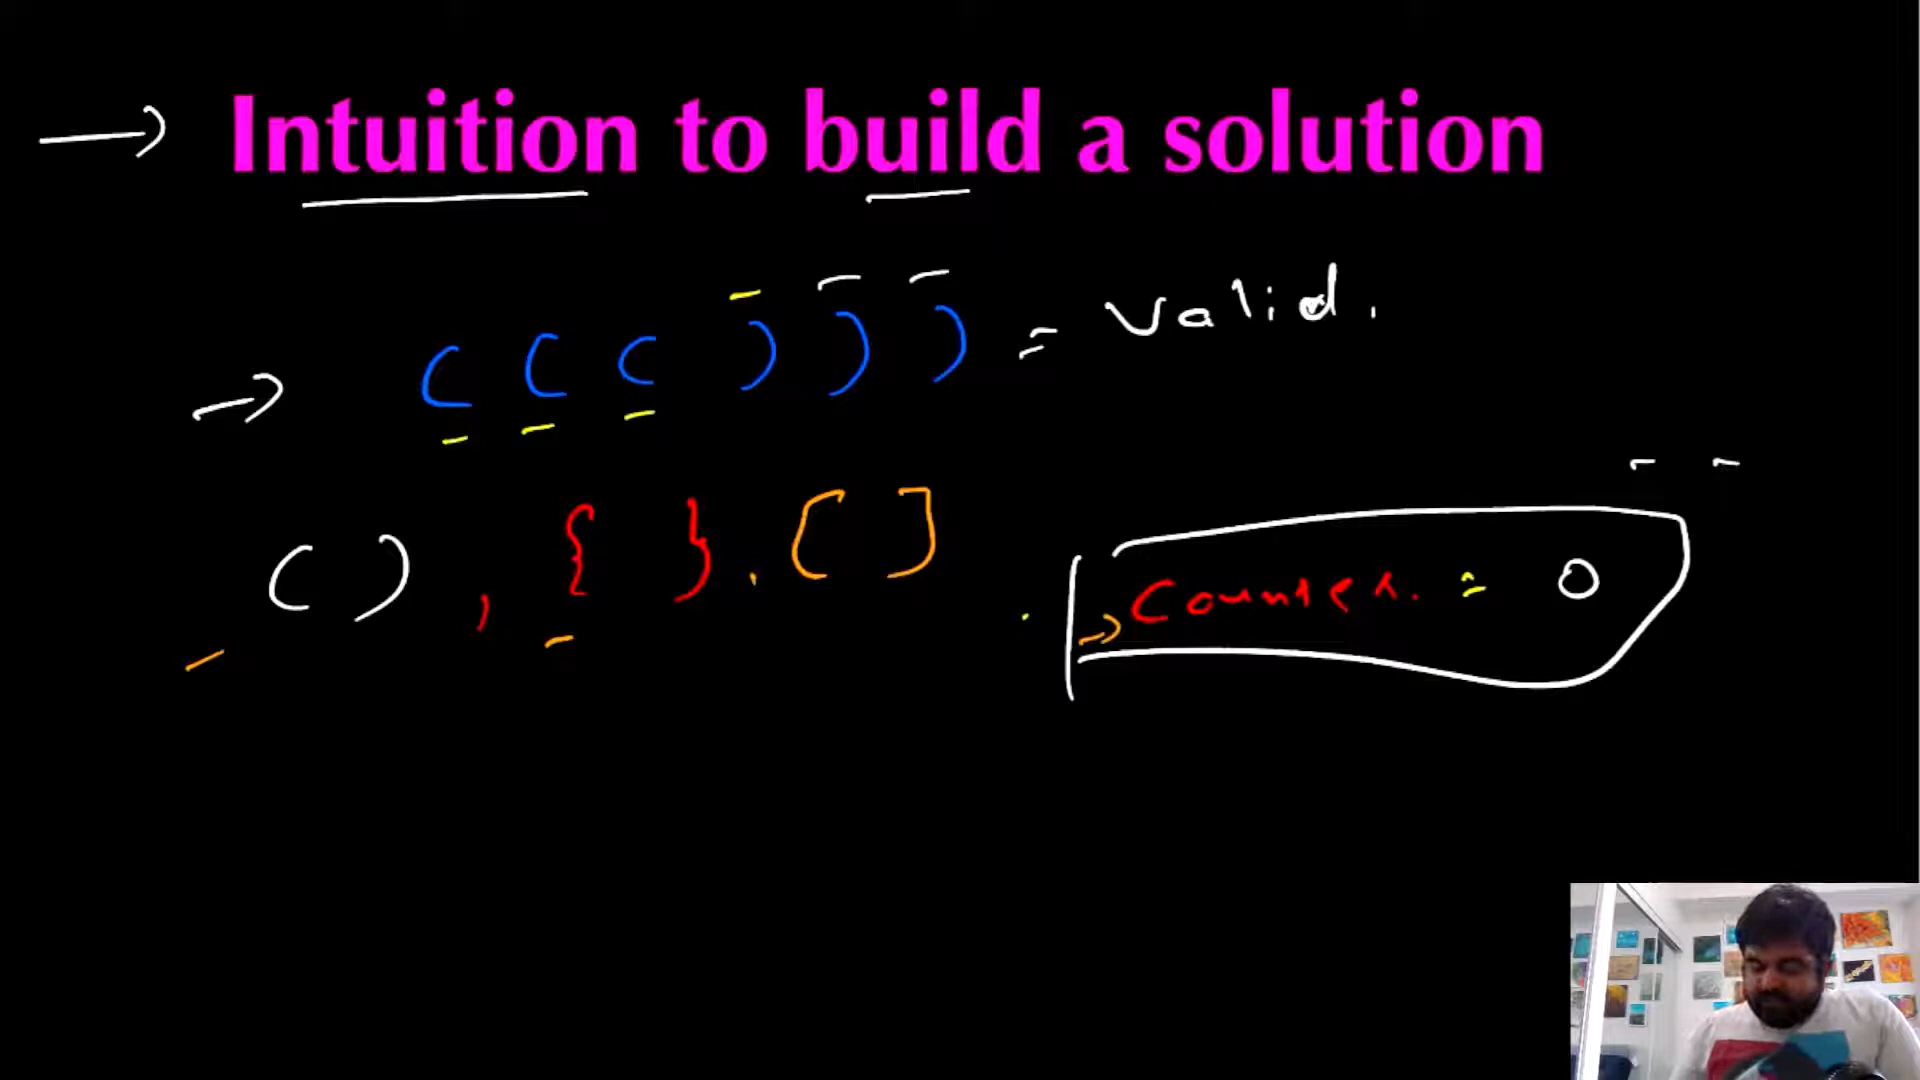 → Intuition to build a solution
→ ( ( ( ) ) ) = valid.
( ) , { } , [ ]
→ Counter. = 0